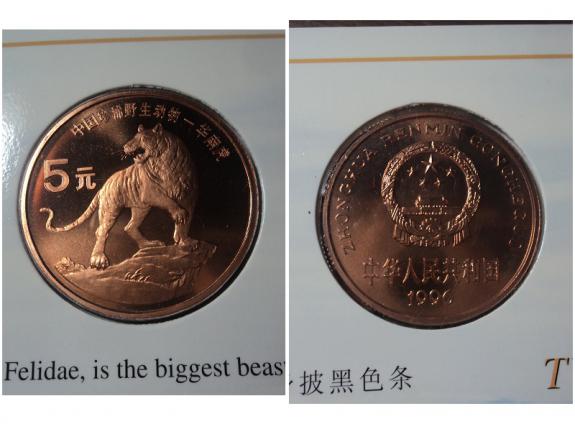 中国珍稀野生动物—华南虎
5元
Felidae, is the biggest beas
ZHONGHUA RENMIN GONGHEGUO
中华人民共和国
1996
披黑色条
T